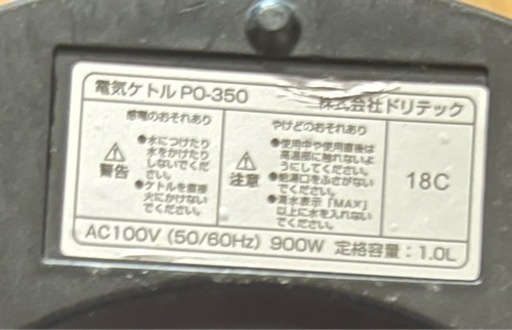 電気ケトル PO-350
株式会社ドリテック
感電のおそれあり
警告
●水につけたり
水をかけたり
しないでくだ
さい。
●ケトルを直接
火にかけない
でください。
やけどのおそれあり
注意
●使用中や使用直後は
高温部に触れないよ
うにしてください。
●給湯口をふさがない
でください。
●満水表示「MAX」
以上に水を入れない
でください。
18C
AC100V (50/60Hz) 900W 定格容量：1.0L